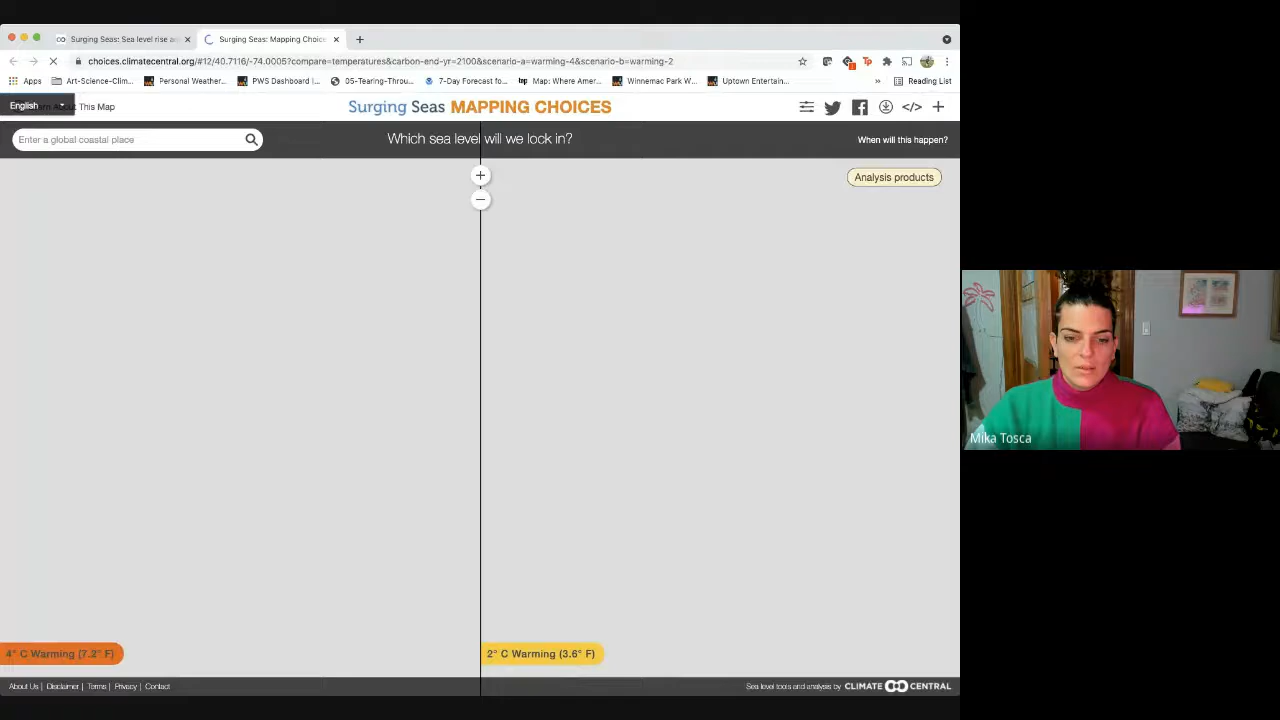 Surging Seas: Sea level rise an
Surging Seas: Mapping Choice
choices.climatecentral.org/#12/40.7116/-74.0005?compare=temperatures&carbon-end-yr=2100&scenario-a=warming-4&scenario-b=warming-2
Apps
Art-Science-Clim...
Personal Weather...
PWS Dashboard |...
05-Tearing-Throu...
7-Day Forecast fo...
Map: Where Amer...
Winnemac Park W...
Uptown Entertain...
»
Reading List
English
This Map
Surging Seas MAPPING CHOICES
Enter a global coastal place
Which sea level will we lock in?
When will this happen?
Analysis products
Mika Tosca
4° C Warming (7.2° F)
2° C Warming (3.6° F)
About Us | Disclaimer | Terms | Privacy | Contact
Sea level tools and analysis by CLIMATE CENTRAL